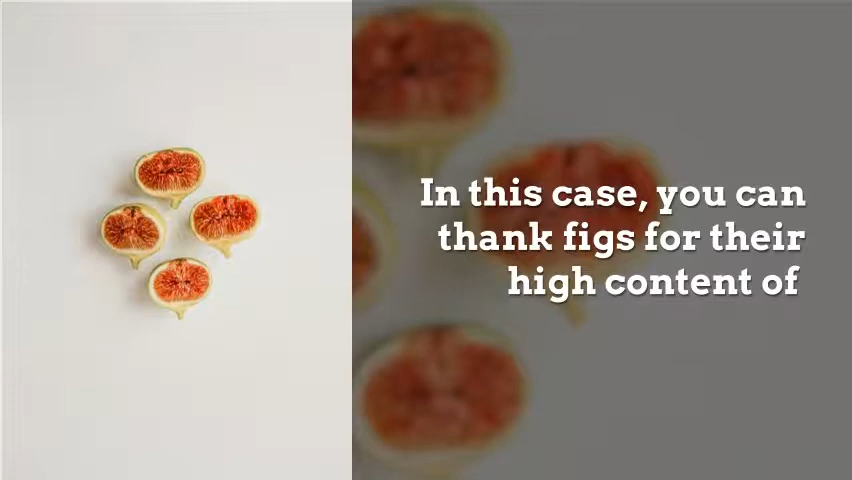 In this case, you can
thank figs for their
high content of